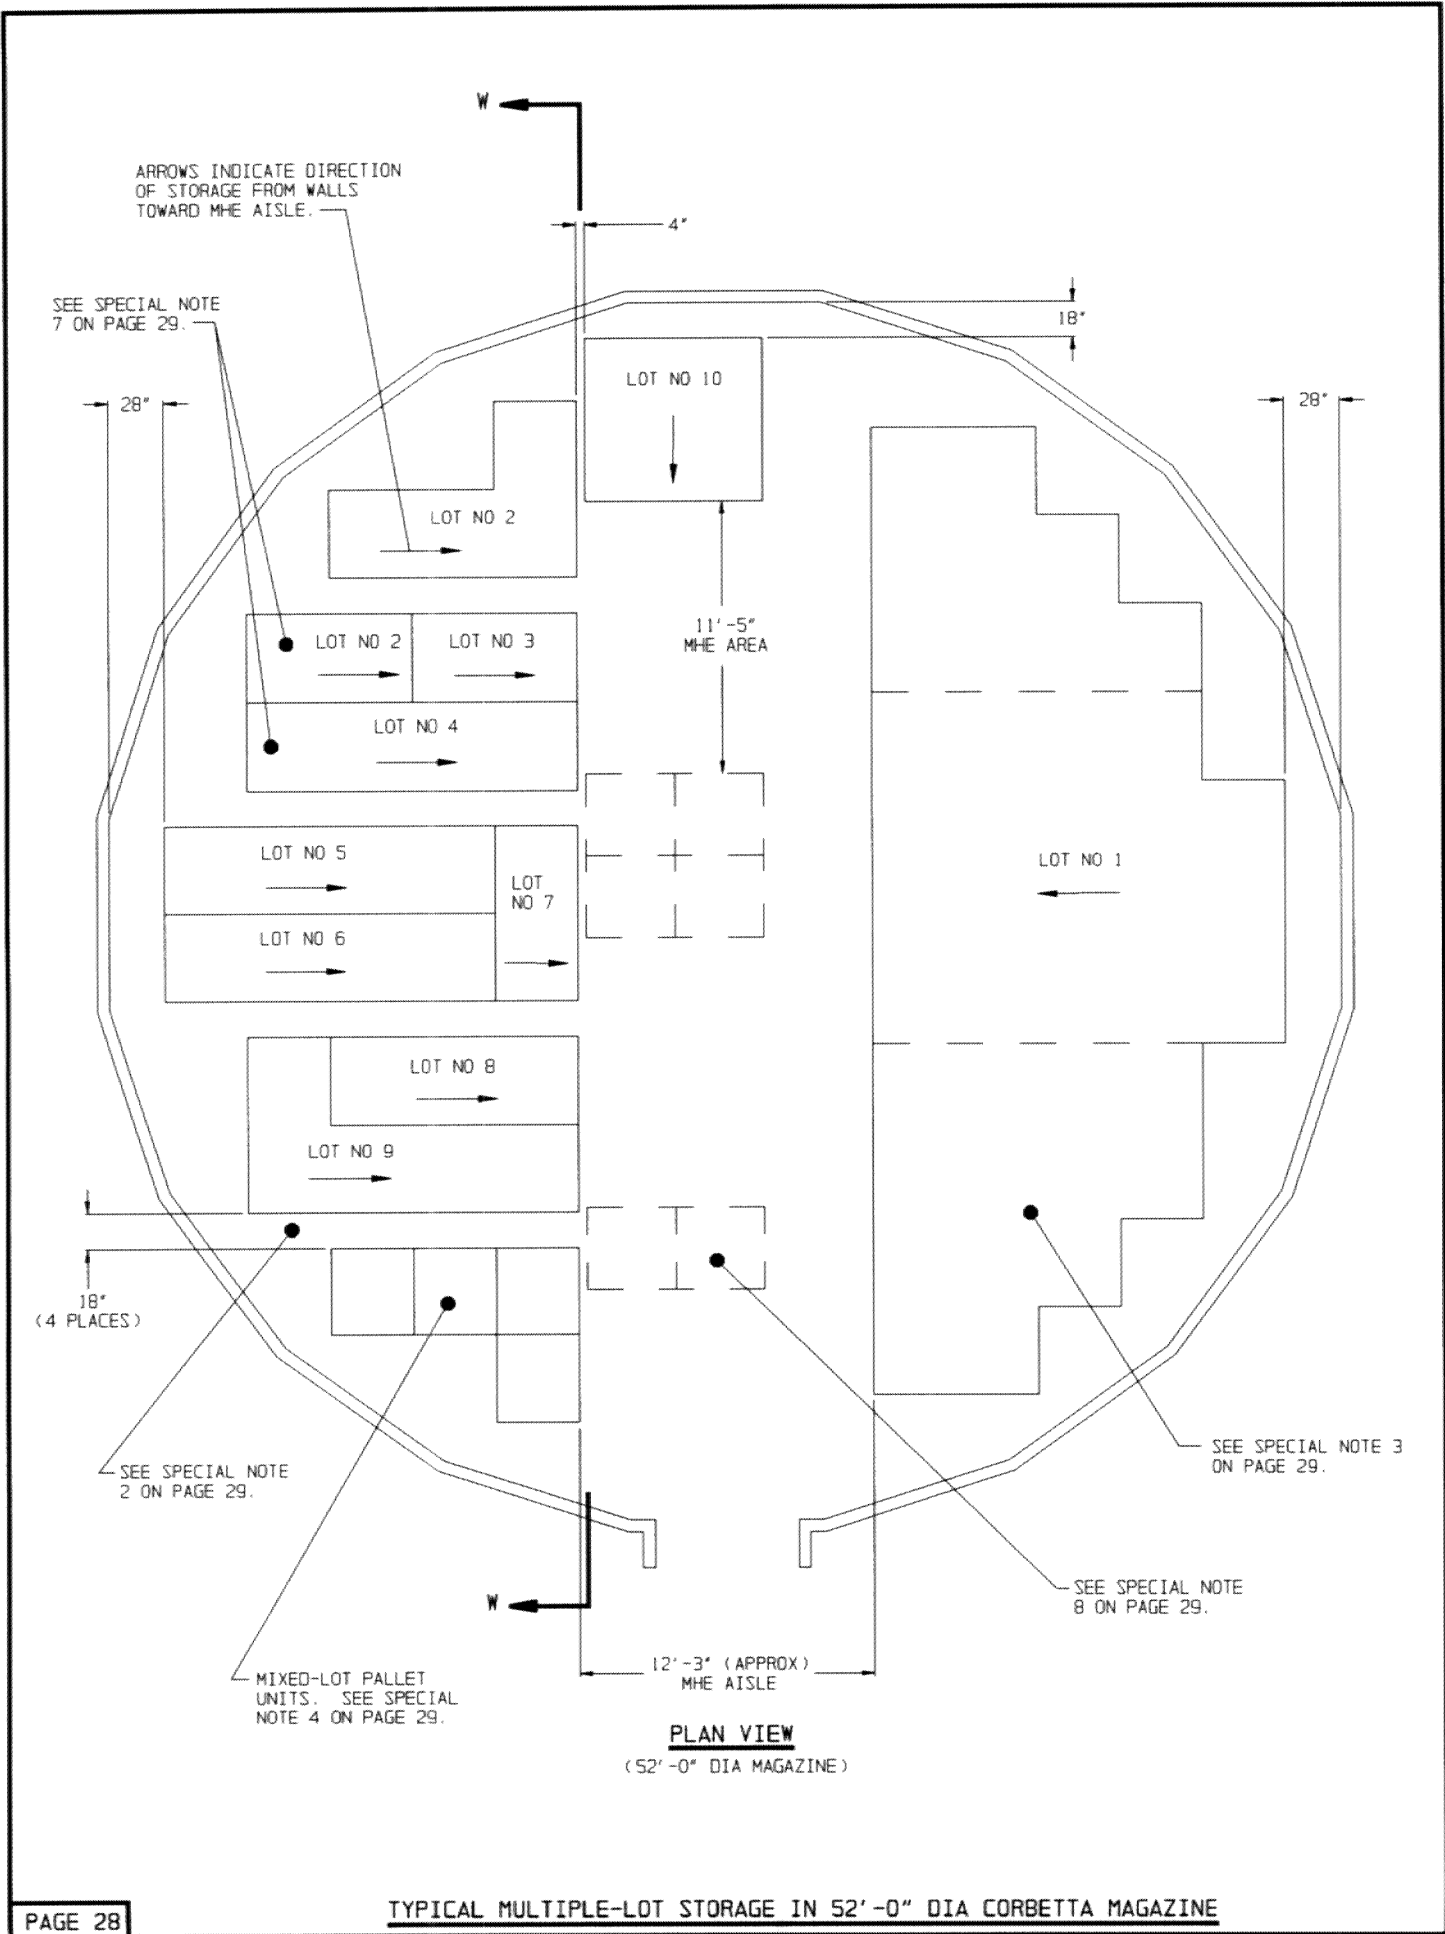 W
ARROWS INDICATE DIRECTION
OF STORAGE FROM WALLS
TOWARD MHE AISLE.
4"
SEE SPECIAL NOTE
7 ON PAGE 29.
18"
28"
28"
LOT NO 10
LOT NO 2
11'-5"
MHE AREA
LOT NO 2
LOT NO 3
LOT NO 4
LOT NO 5
LOT
NO 7
LOT NO 1
LOT NO 6
LOT NO 8
LOT NO 9
18"
(4 PLACES)
SEE SPECIAL NOTE
2 ON PAGE 29.
SEE SPECIAL NOTE 3
ON PAGE 29.
SEE SPECIAL NOTE
8 ON PAGE 29.
W
MIXED-LOT PALLET
UNITS. SEE SPECIAL
NOTE 4 ON PAGE 29.
12'-3" (APPROX)
MHE AISLE
PLAN VIEW
(52'-0" DIA MAGAZINE)
PAGE 28
TYPICAL MULTIPLE-LOT STORAGE IN 52'-0" DIA CORBETTA MAGAZINE